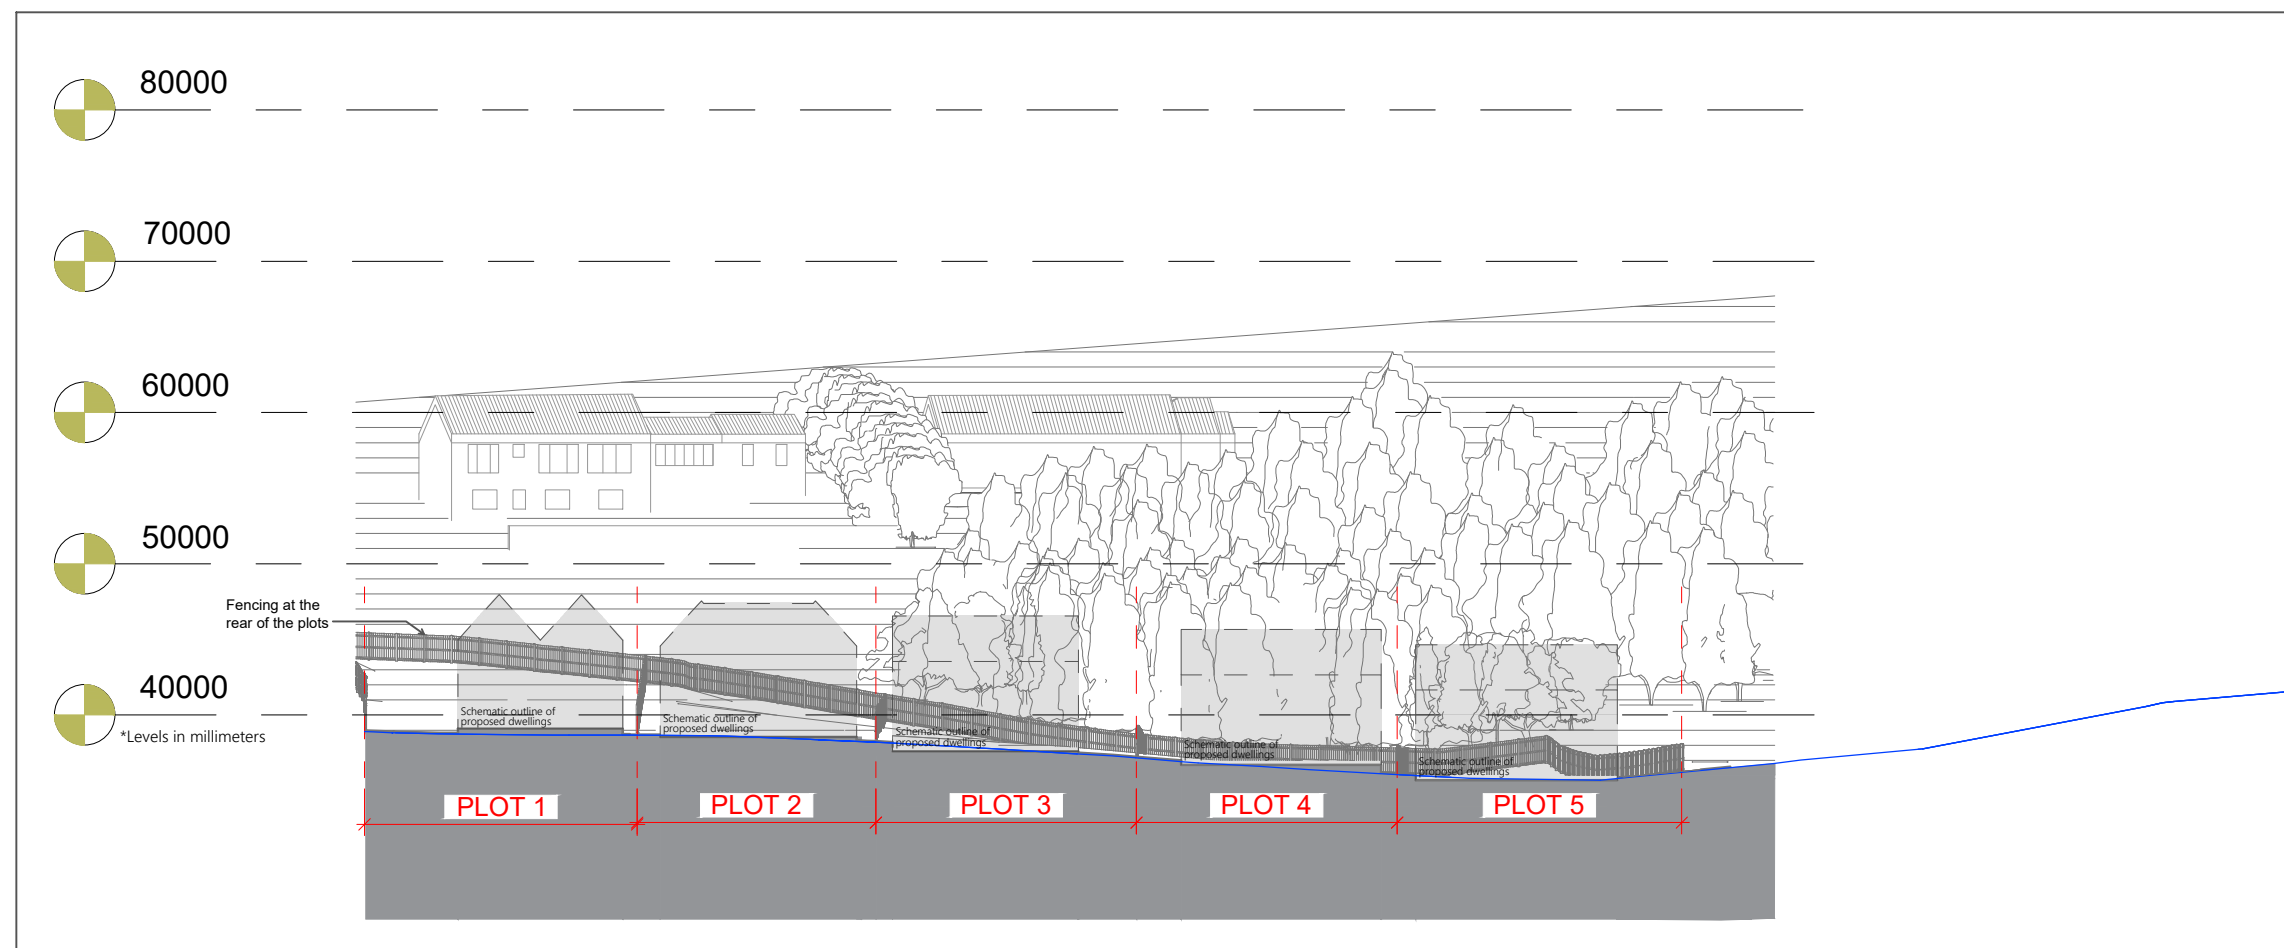 80000
70000
60000
50000
Fencing at the
rear of the plots
40000
*Levels in millimeters
Schematic outline of
proposed dwellings
Schematic outline of
proposed dwellings
Schematic outline of
proposed dwellings
Schematic outline of
proposed dwellings
Schematic outline of
proposed dwellings
PLOT 1
PLOT 2
PLOT 3
PLOT 4
PLOT 5